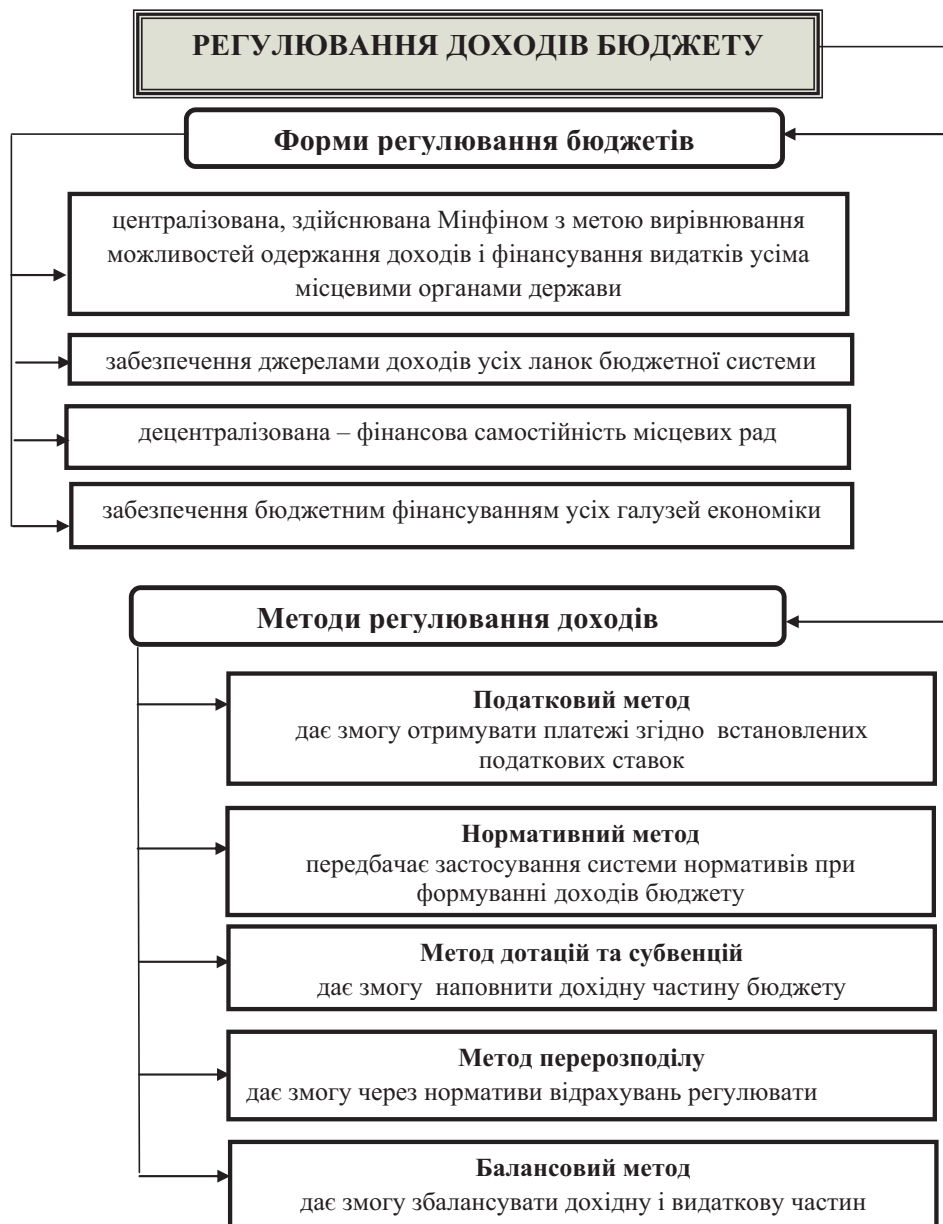 РЕГУЛЮВАННЯ ДОХОДІВ БЮДЖЕТУ
Форми регулювання бюджетів
централізована, здійснювана Мінфіном з метою вирівнювання
можливостей одержання доходів і фінансування видатків усіма
місцевими органами держави
забезпечення джерелами доходів усіх ланок бюджетної системи
децентралізована – фінансова самостійність місцевих рад
забезпечення бюджетним фінансуванням усіх галузей економіки
Методи регулювання доходів
Податковий метод
дає змогу отримувати платежі згідно встановлених
податкових ставок
Нормативний метод
передбачає застосування системи нормативів при
формуванні доходів бюджету
Метод дотацій та субвенцій
дає змогу наповнити дохідну частину бюджету
Метод перерозподілу
дає змогу через нормативи відрахувань регулювати
Балансовий метод
дає змогу збалансувати дохідну і видаткову частин